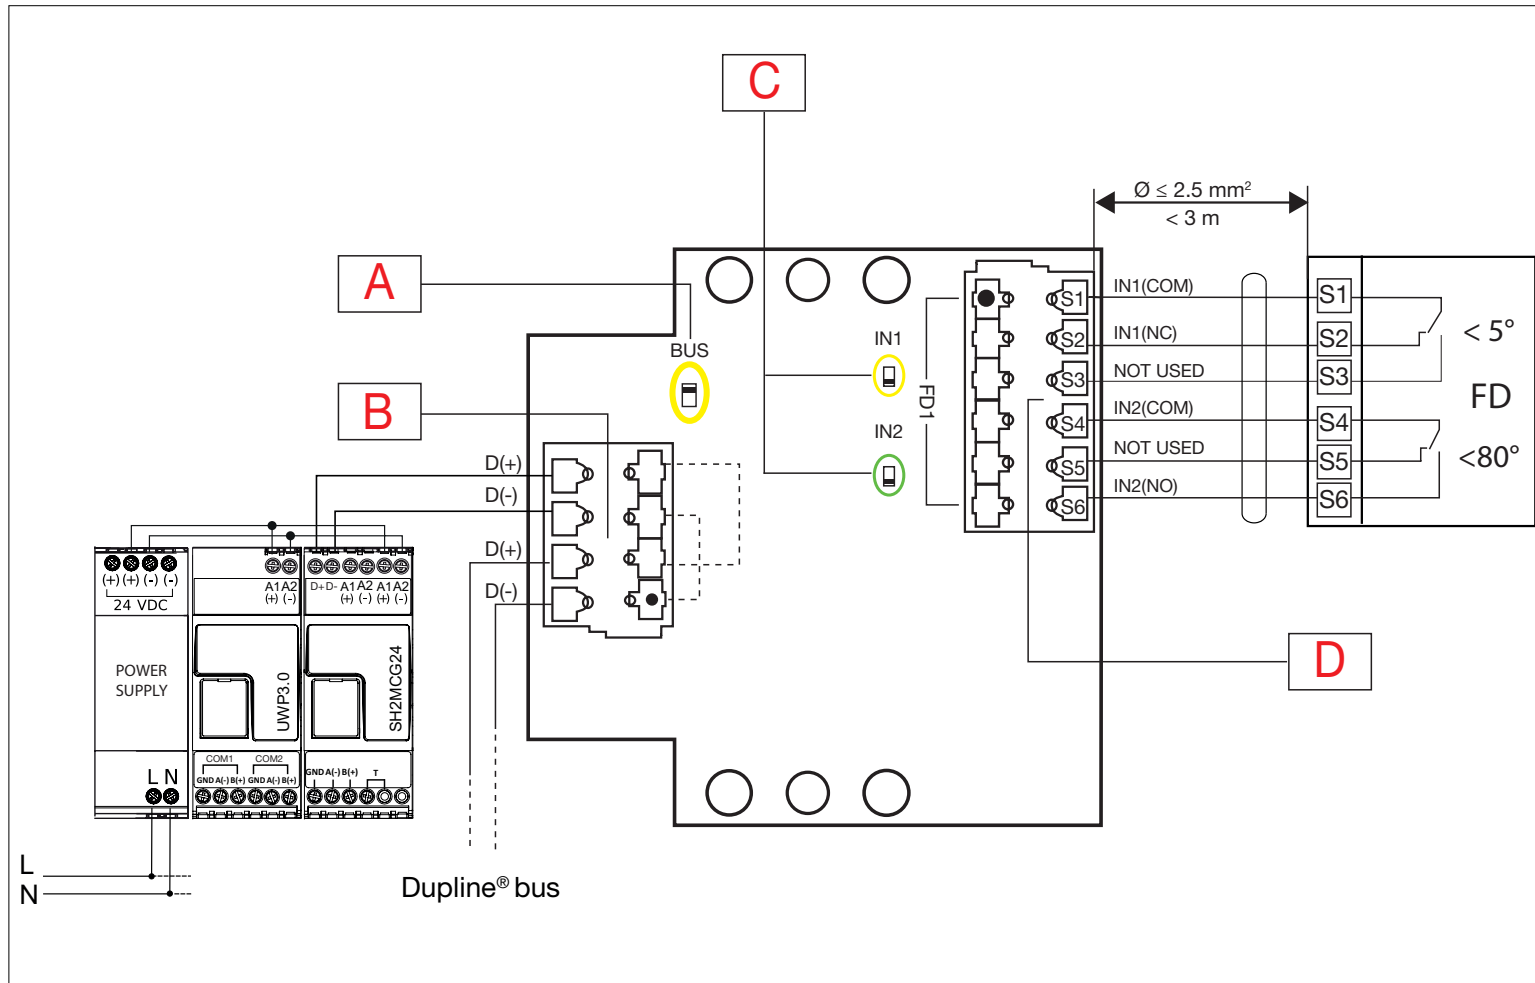 C
Ø ≤ 2.5 mm²
< 3 m
A
BUS
B
IN1
IN2
FD1
S1
S2
S3
S4
S5
S6
IN1(COM)
IN1(NC)
NOT USED
IN2(COM)
NOT USED
IN2(NO)
S1
S2
S3
S4
S5
S6
< 5°
FD
<80°
D(+)
D(-)
D(+)
D(-)
D
(+) (+) (-) (-)
24 VDC
POWER
SUPPLY
L N
A1 A2
(+) (-)
UWP3.0
COM1 COM2
GND A(-) B(+) GND A(-) B(+)
D+ D- A1 A2 A1 A2
(+) (-) (+) (-)
SH2MCG24
GND A(-) B(+) T
L
N
Dupline® bus